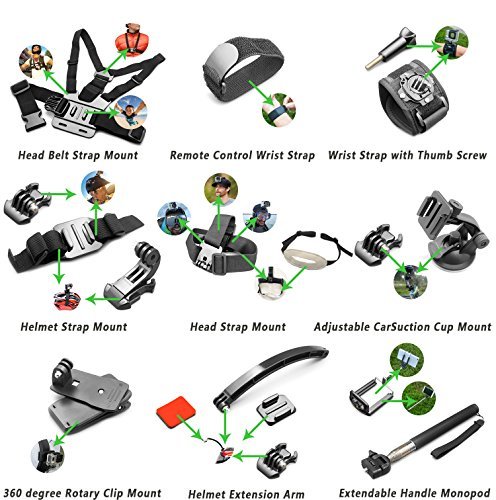 Head Belt Strap Mount
Remote Control Wrist Strap
Wrist Strap with Thumb Screw
Helmet Strap Mount
Head Strap Mount
Adjustable CarSuction Cup Mount
360 degree Rotary Clip Mount
Helmet Extension Arm
Extendable Handle Monopod